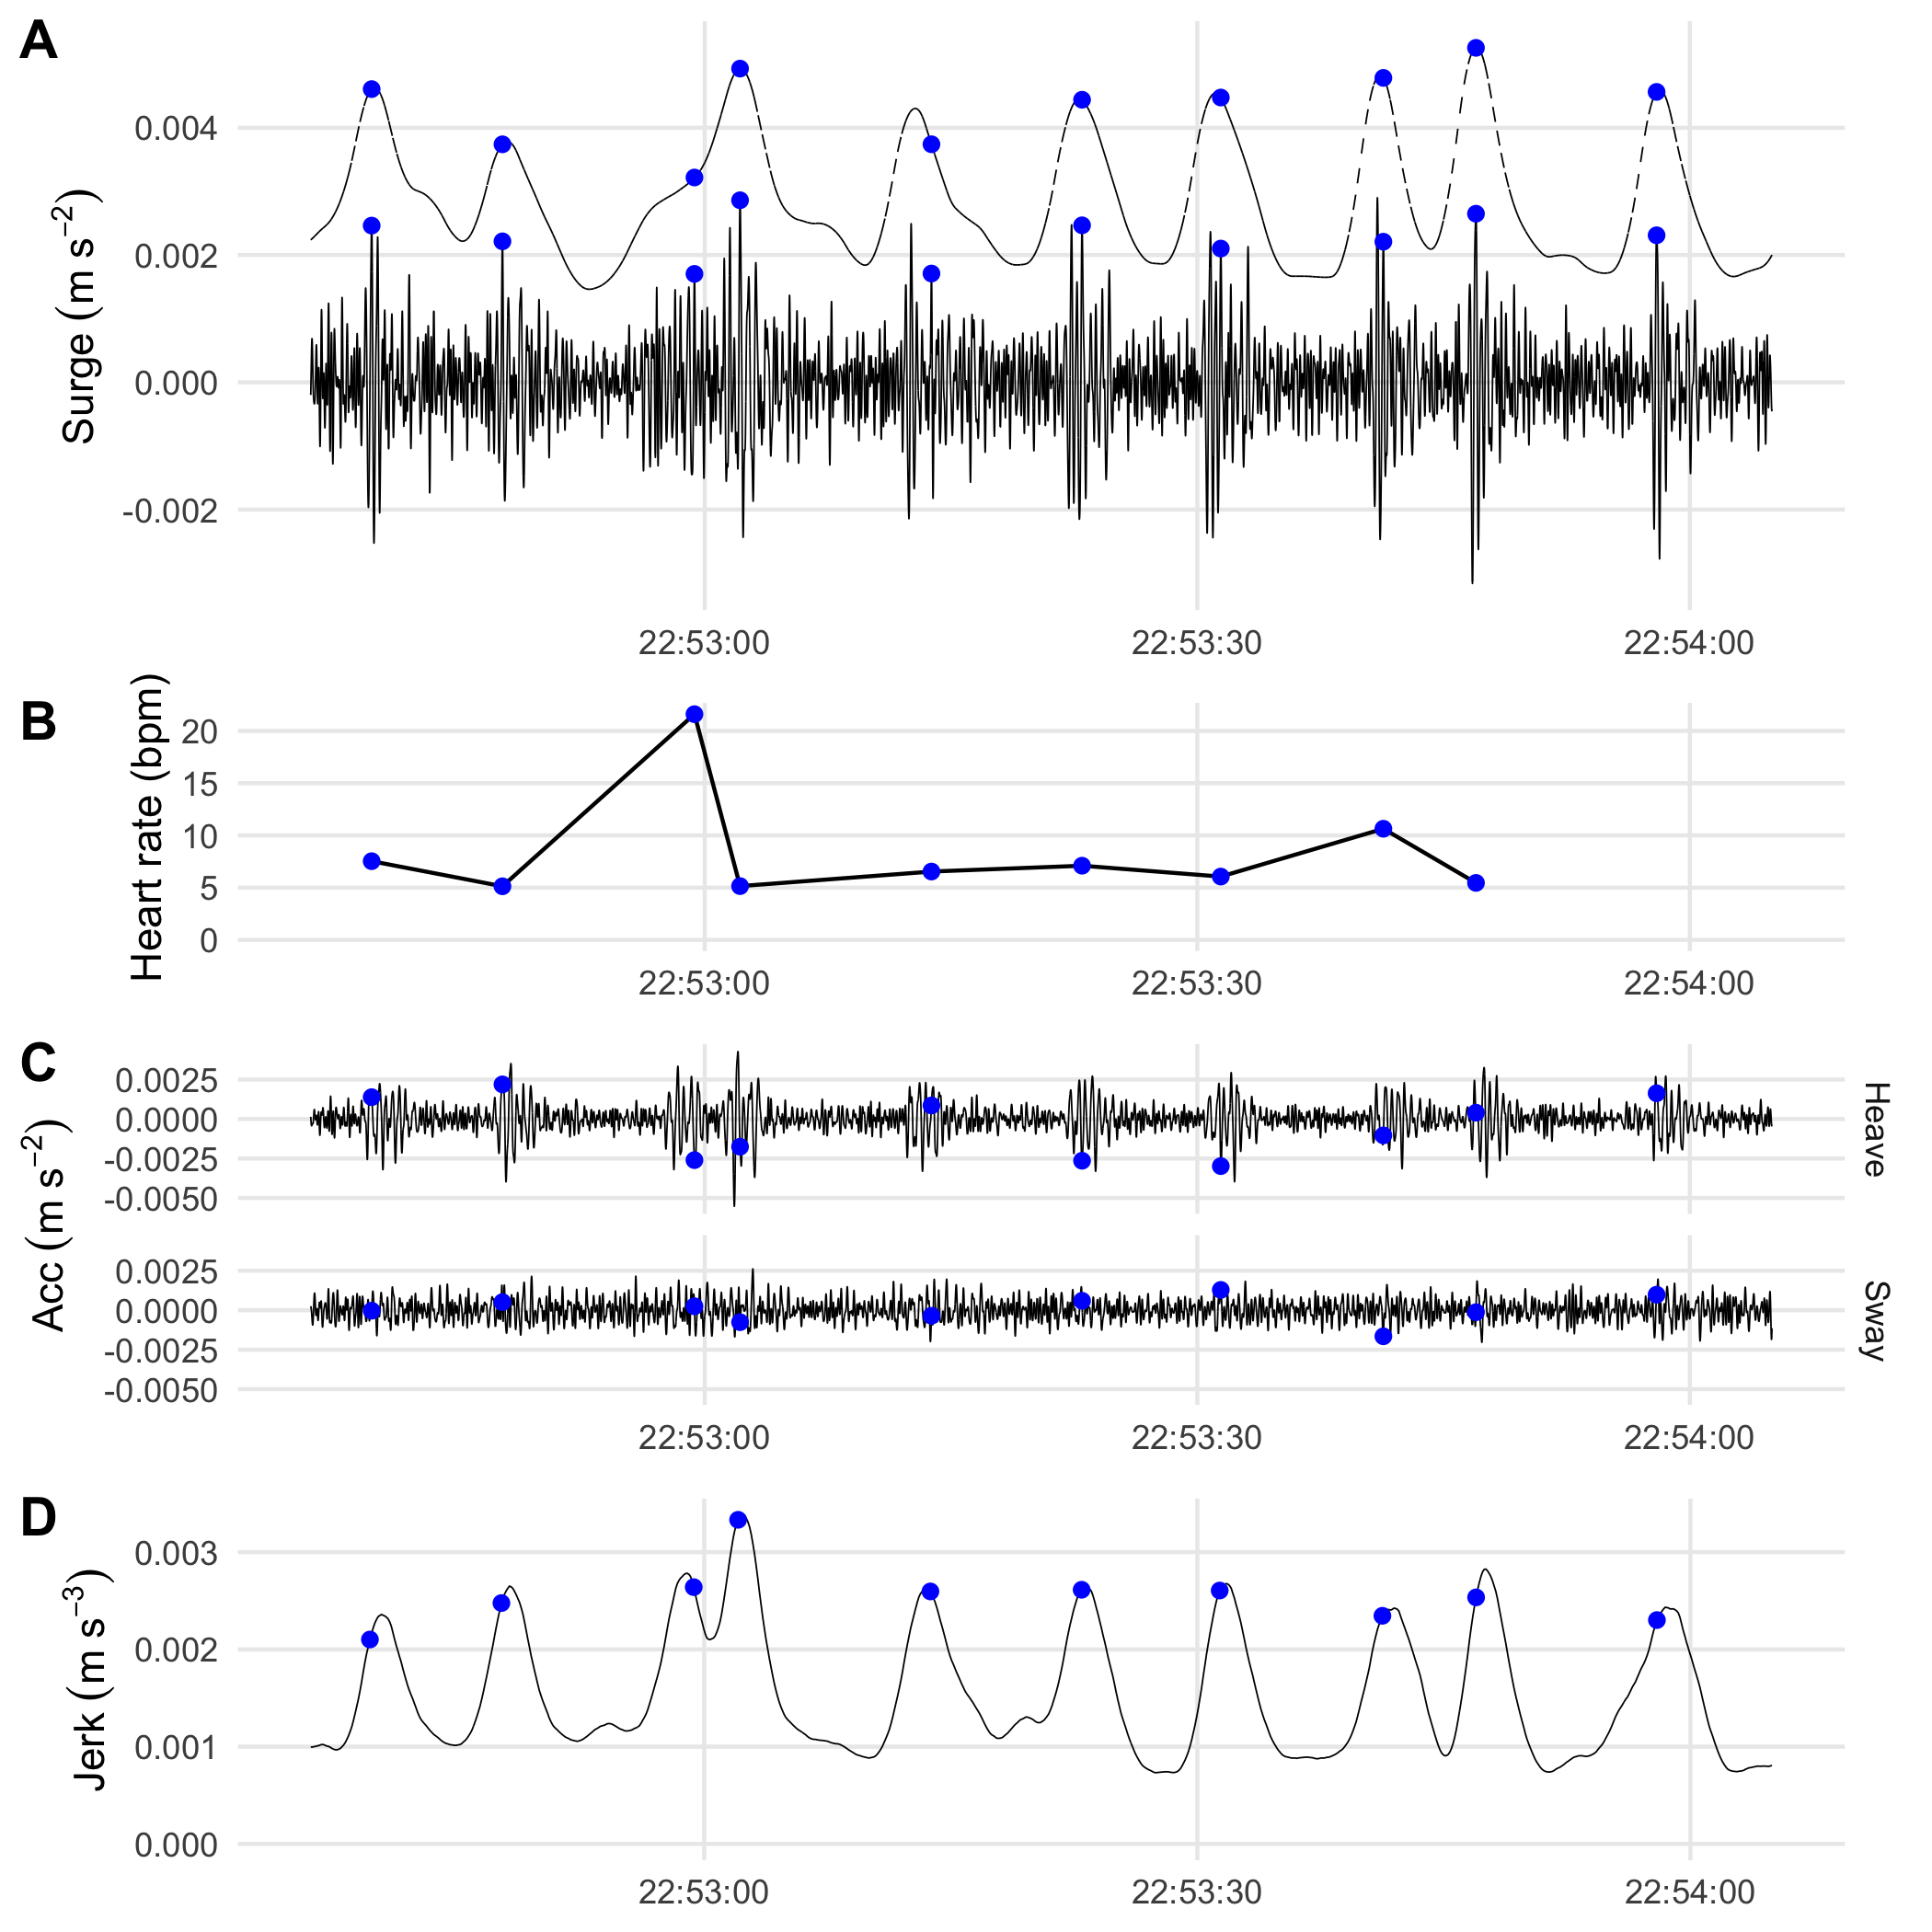 A
Surge (m s⁻²)
0.004
0.002
0.000
-0.002
22:53:00 22:53:30 22:54:00
B
Heart rate (bpm)
20
15
10
5
0
22:53:00 22:53:30 22:54:00
C
Acc (m s⁻²)
0.0025
0.0000
-0.0025
-0.0050
Heave
0.0025
0.0000
-0.0025
-0.0050
Sway
22:53:00 22:53:30 22:54:00
D
Jerk (m s⁻³)
0.003
0.002
0.001
0.000
22:53:00 22:53:30 22:54:00